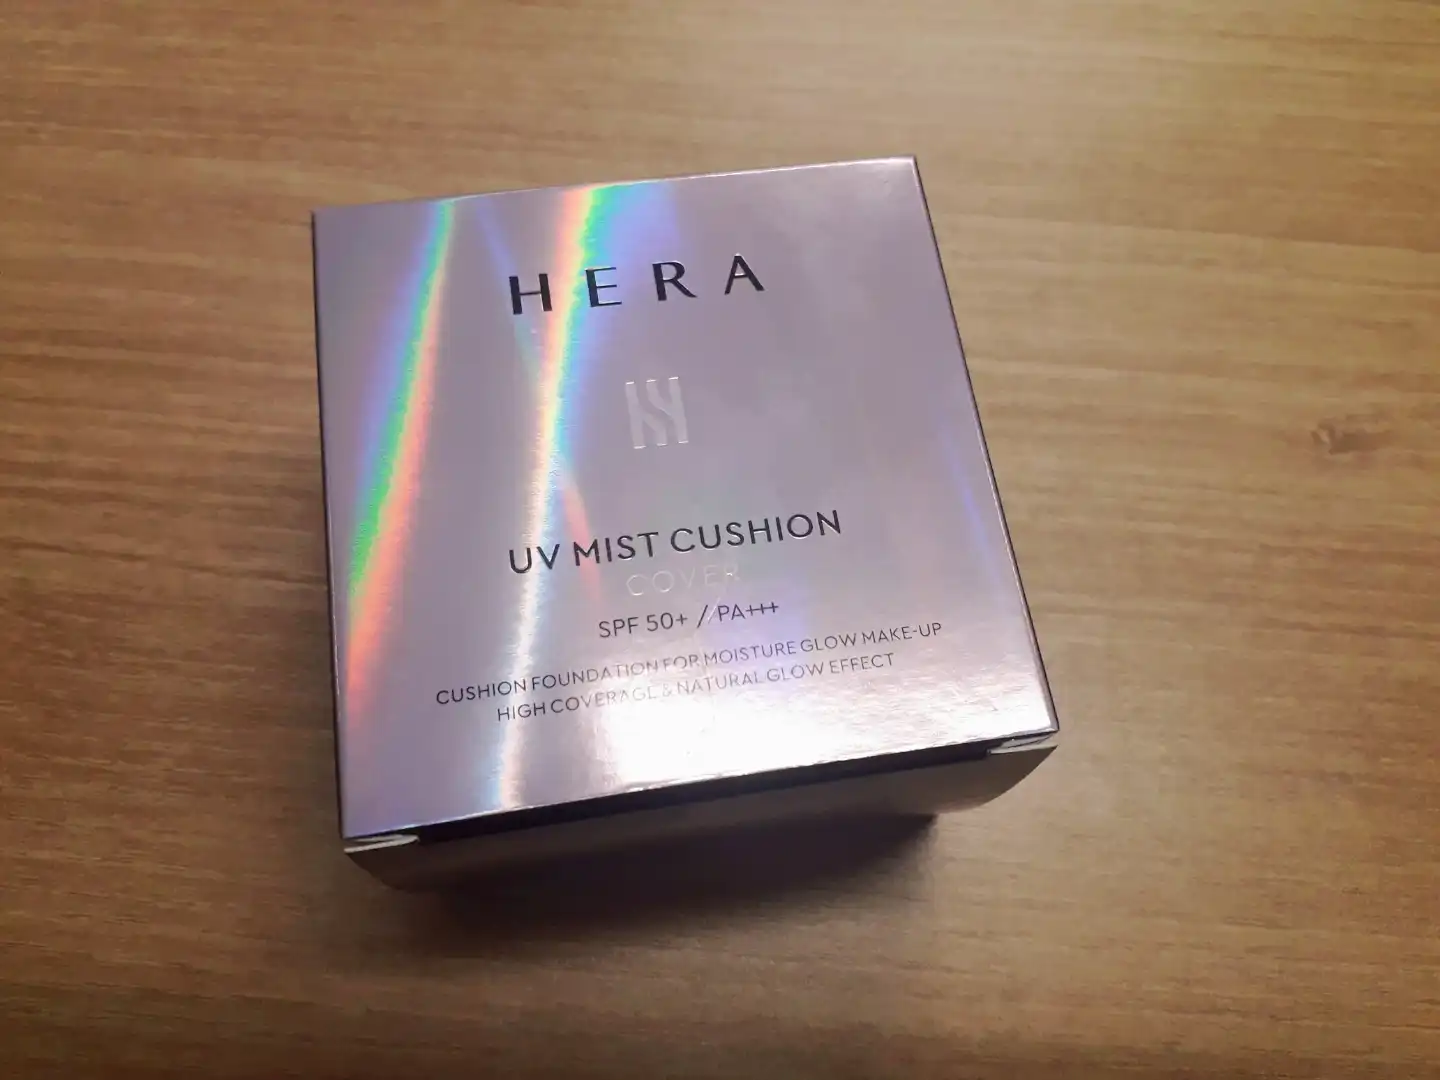 HERA
UV MIST CUSHION
COVER
SPF 50+ / PA+++
CUSHION FOUNDATION FOR MOISTURE GLOW MAKE-UP
HIGH COVERAGE & NATURAL GLOW EFFECT